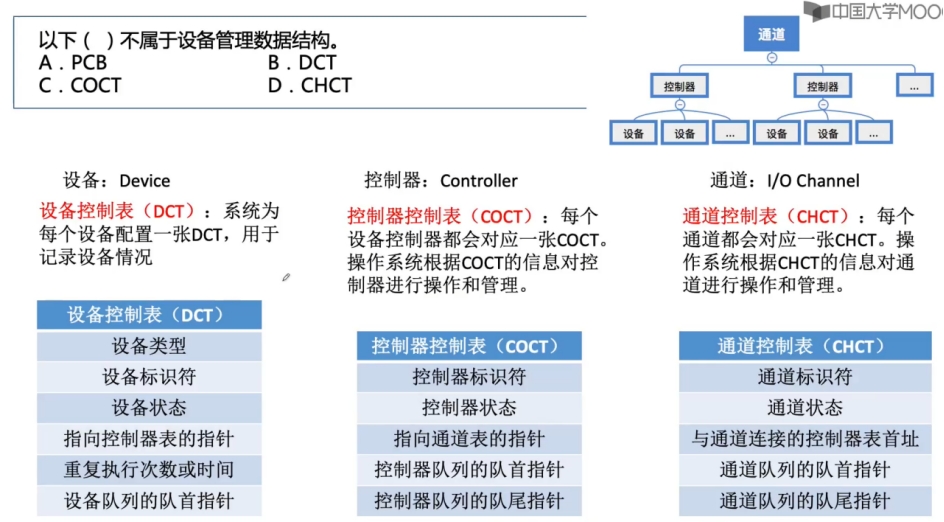 中国大学MOO
以下（ ）不属于设备管理数据结构。
A．PCB B．DCT
C．COCT D．CHCT
通道
控制器 控制器 ...
设备 设备 ... 设备 设备 ...
设备：Device
设备控制表（DCT）：系统为
每个设备配置一张DCT，用于
记录设备情况
设备控制表（DCT）
设备类型
设备标识符
设备状态
指向控制器表的指针
重复执行次数或时间
设备队列的队首指针
控制器：Controller
控制器控制表（COCT）：每个
设备控制器都会对应一张COCT。
操作系统根据COCT的信息对控
制器进行操作和管理。
控制器控制表（COCT）
控制器标识符
控制器状态
指向通道表的指针
控制器队列的队首指针
控制器队列的队尾指针
通道：I/O Channel
通道控制表（CHCT）：每个
通道都会对应一张CHCT。操
作系统根据CHCT的信息对通
道进行操作和管理。
通道控制表（CHCT）
通道标识符
通道状态
与通道连接的控制器表首址
通道队列的队首指针
通道队列的队尾指针